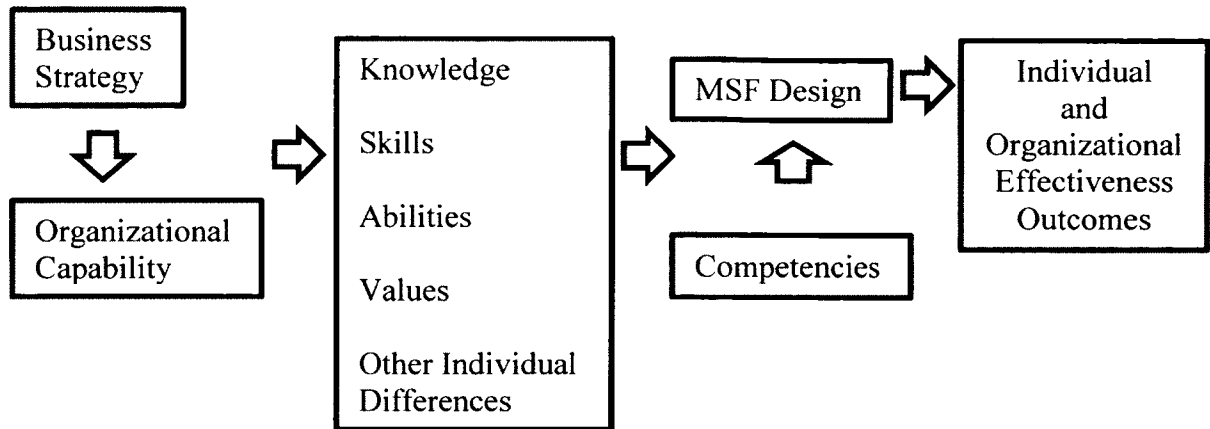 Business
Strategy
Organizational
Capability
Knowledge
Skills
Abilities
Values
Other Individual
Differences
MSF Design
Competencies
Individual
and
Organizational
Effectiveness
Outcomes